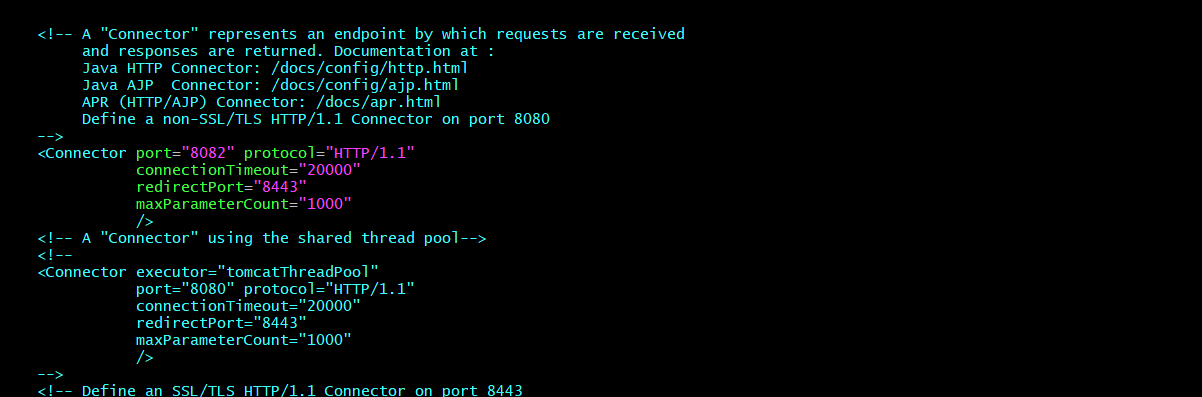 <!-- A "Connector" represents an endpoint by which requests are received
     and responses are returned. Documentation at :
     Java HTTP Connector: /docs/config/http.html
     Java AJP  Connector: /docs/config/ajp.html
     APR (HTTP/AJP) Connector: /docs/apr.html
     Define a non-SSL/TLS HTTP/1.1 Connector on port 8080
-->
<Connector port="8082" protocol="HTTP/1.1"
           connectionTimeout="20000"
           redirectPort="8443"
           maxParameterCount="1000"
           />
<!-- A "Connector" using the shared thread pool-->
<!--
<Connector executor="tomcatThreadPool"
           port="8080" protocol="HTTP/1.1"
           connectionTimeout="20000"
           redirectPort="8443"
           maxParameterCount="1000"
           />
-->
<!-- Define an SSL/TLS HTTP/1.1 Connector on port 8443